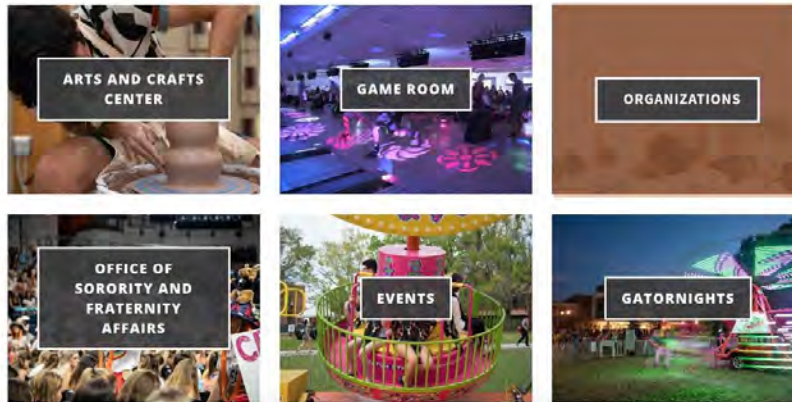 ARTS AND CRAFTS
CENTER
GAME ROOM
ORGANIZATIONS
OFFICE OF
SORORITY AND
FRATERNITY
AFFAIRS
EVENTS
GATORNIGHTS